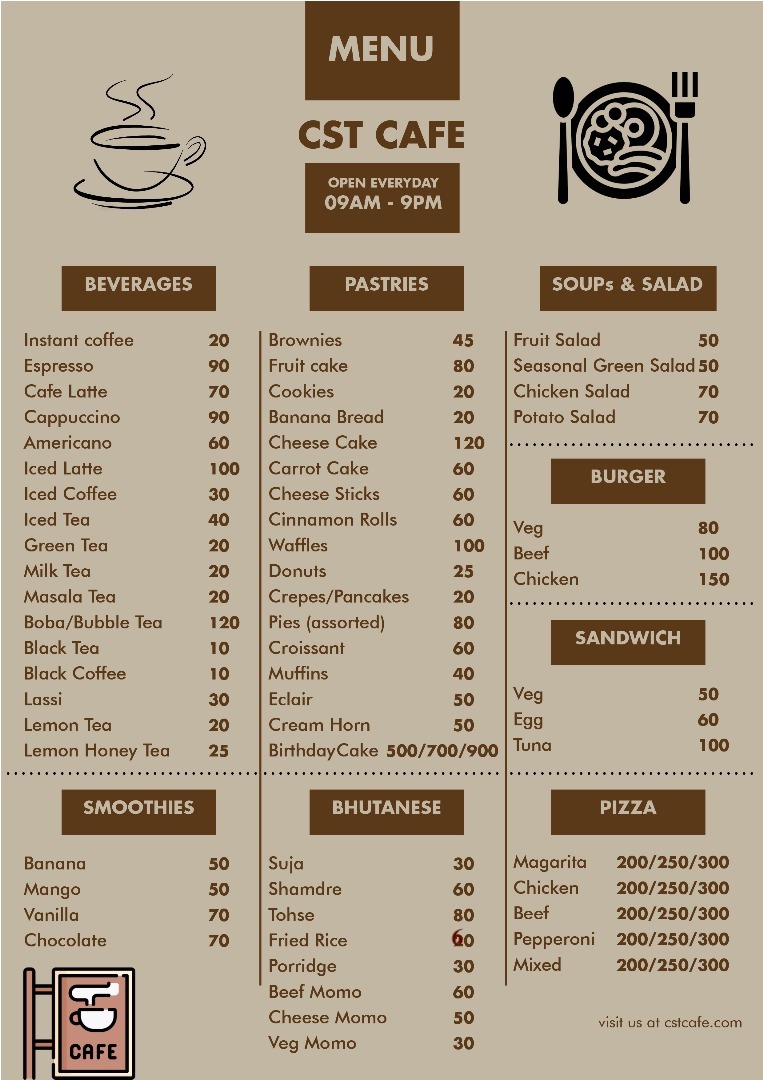 MENU
CST CAFE
OPEN EVERYDAY
09AM - 9PM
BEVERAGES
Instant coffee 20
Espresso 90
Cafe Latte 70
Cappuccino 90
Americano 60
Iced Latte 100
Iced Coffee 30
Iced Tea 40
Green Tea 20
Milk Tea 20
Masala Tea 20
Boba/Bubble Tea 120
Black Tea 10
Black Coffee 10
Lassi 30
Lemon Tea 20
Lemon Honey Tea 25
SMOOTHIES
Banana 50
Mango 50
Vanilla 70
Chocolate 70
CAFE
PASTRIES
Brownies 45
Fruit cake 80
Cookies 20
Banana Bread 20
Cheese Cake 120
Carrot Cake 60
Cheese Sticks 60
Cinnamon Rolls 60
Waffles 100
Donuts 25
Crepes/Pancakes 20
Pies (assorted) 80
Croissant 60
Muffins 40
Eclair 50
Cream Horn 50
BirthdayCake 500/700/900
BHUTANESE
Suja 30
Shamdre 60
Tohse 80
Fried Rice 60
Porridge 30
Beef Momo 60
Cheese Momo 50
Veg Momo 30
SOUPs & SALAD
Fruit Salad 50
Seasonal Green Salad 50
Chicken Salad 70
Potato Salad 70
BURGER
Veg 80
Beef 100
Chicken 150
SANDWICH
Veg 50
Egg 60
Tuna 100
PIZZA
Magarita 200/250/300
Chicken 200/250/300
Beef 200/250/300
Pepperoni 200/250/300
Mixed 200/250/300
visit us at cstcafe.com